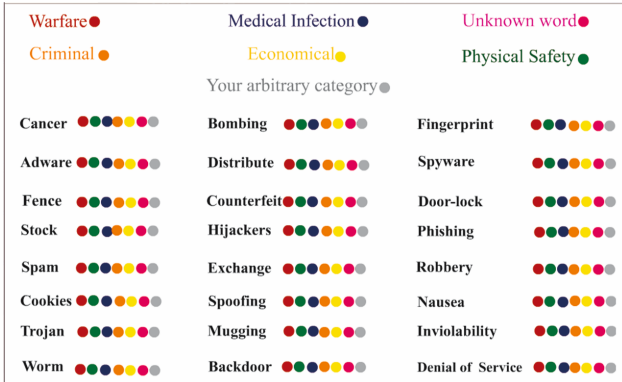 Warfare Medical Infection Unknown word
Criminal Economical Physical Safety
Your arbitrary category
Cancer Bombing Fingerprint
Adware Distribute Spyware
Fence Counterfeit Door-lock
Stock Hijackers Phishing
Spam Exchange Robbery
Cookies Spoofing Nausea
Trojan Mugging Inviolability
Worm Backdoor Denial of Service